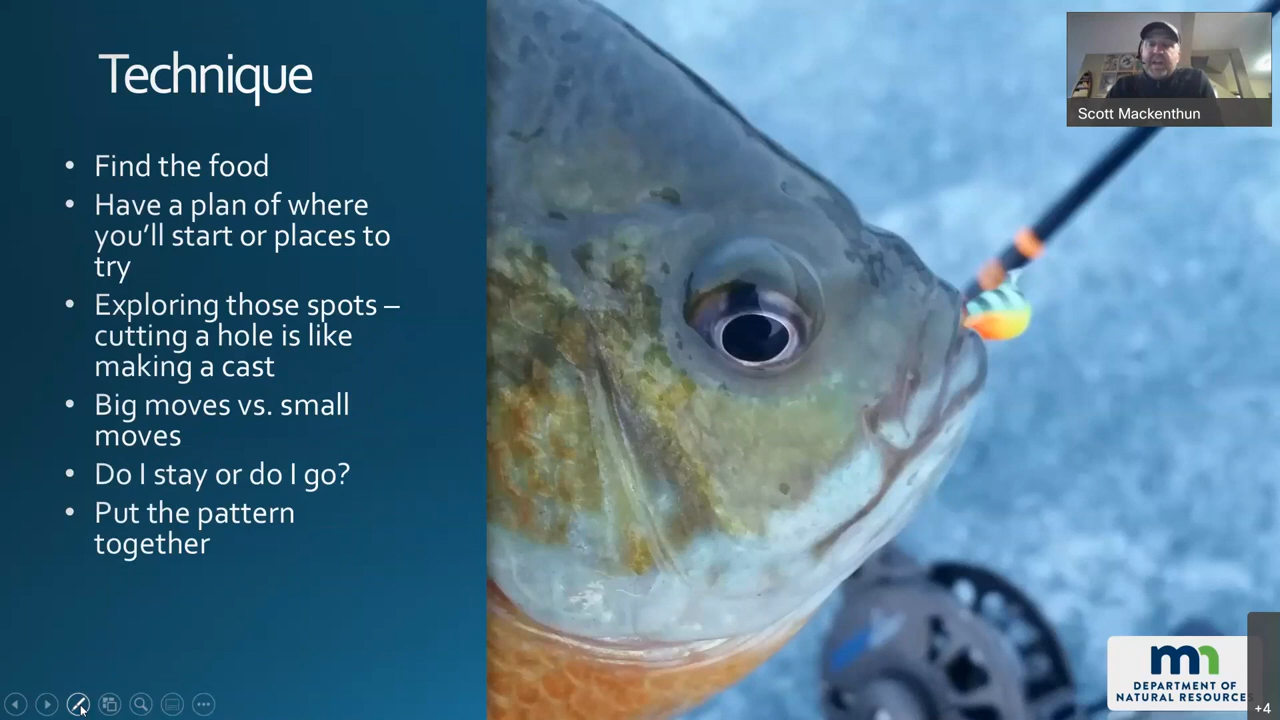 Technique
• Find the food
• Have a plan of where
you'll start or places to
try
• Exploring those spots –
cutting a hole is like
making a cast
• Big moves vs. small
moves
• Do I stay or do I go?
• Put the pattern
together
Scott Mackenthun
mn
DEPARTMENT OF
NATURAL RESOURCES
+4